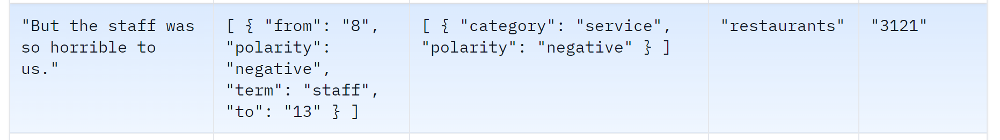 "But the staff was
so horrible to
us."
[ { "from": "8",
"polarity":
"negative",
"term": "staff",
"to": "13" } ]
[ { "category": "service",
"polarity": "negative" } ]
"restaurants"
"3121"